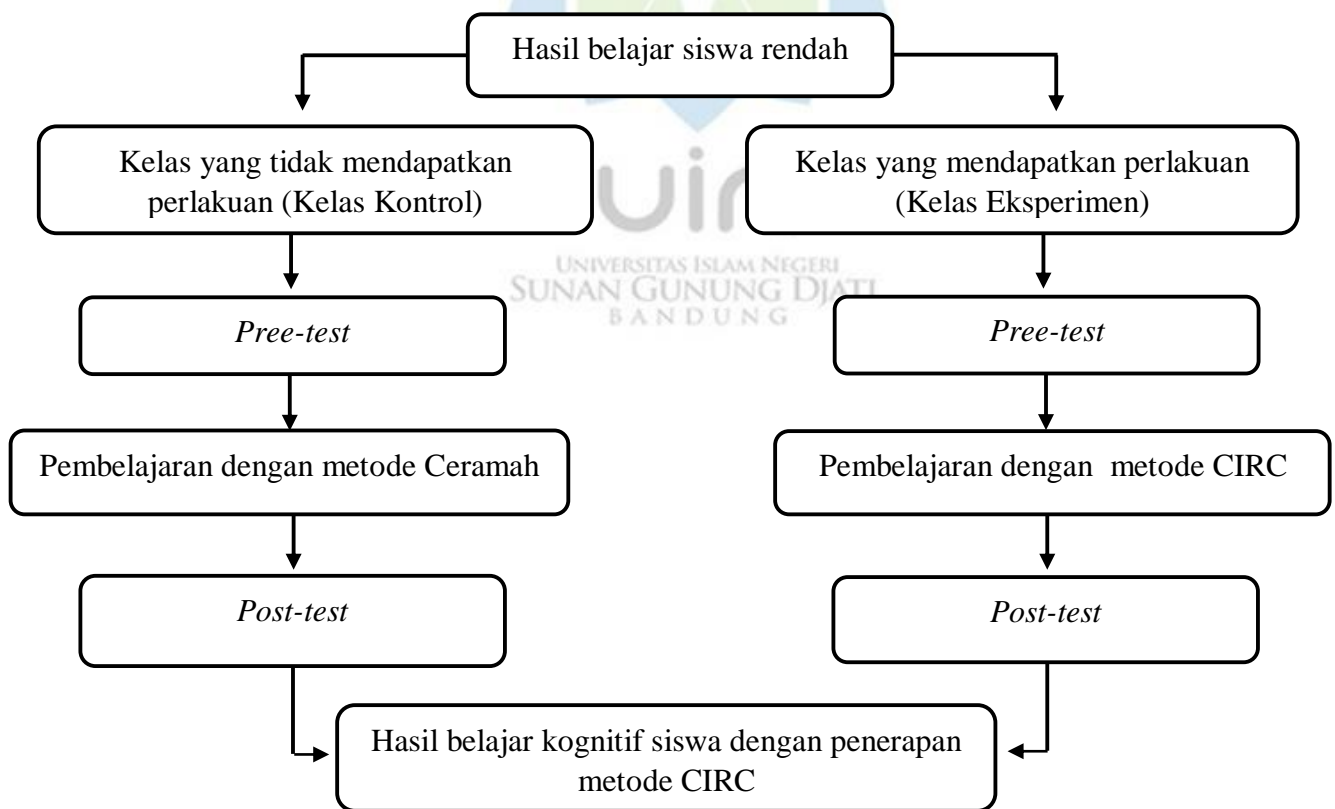 Hasil belajar siswa rendah
Kelas yang tidak mendapatkan
perlakuan (Kelas Kontrol)
Kelas yang mendapatkan perlakuan
(Kelas Eksperimen)
UNIVERSITAS ISLAM NEGERI
SUNAN GUNUNG DJATI
BANDUNG
Pree-test
Pree-test
Pembelajaran dengan metode Ceramah
Pembelajaran dengan  metode CIRC
Post-test
Post-test
Hasil belajar kognitif siswa dengan penerapan
metode CIRC